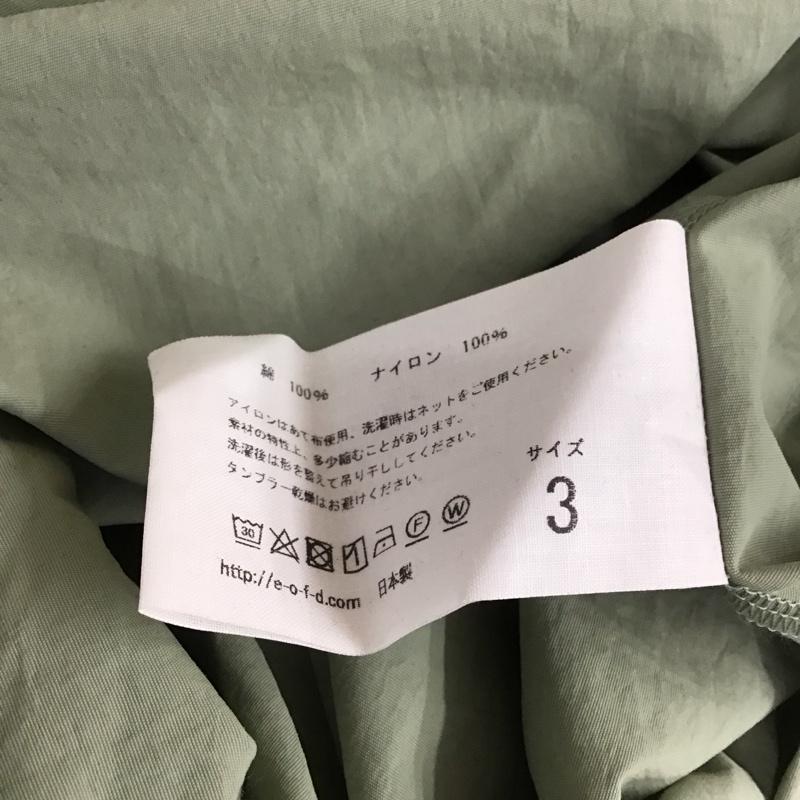 綿 100% ナイロン 100%
アイロンはあて布使用、洗濯時はネットをご使用ください。
素材の特性上、多少縮むことがあります。
洗濯後は形を整えて吊り干ししてください。
タンブラー乾燥はお避けください。
サイズ
3
30 F W
http://e-o-f-d.com 日本製